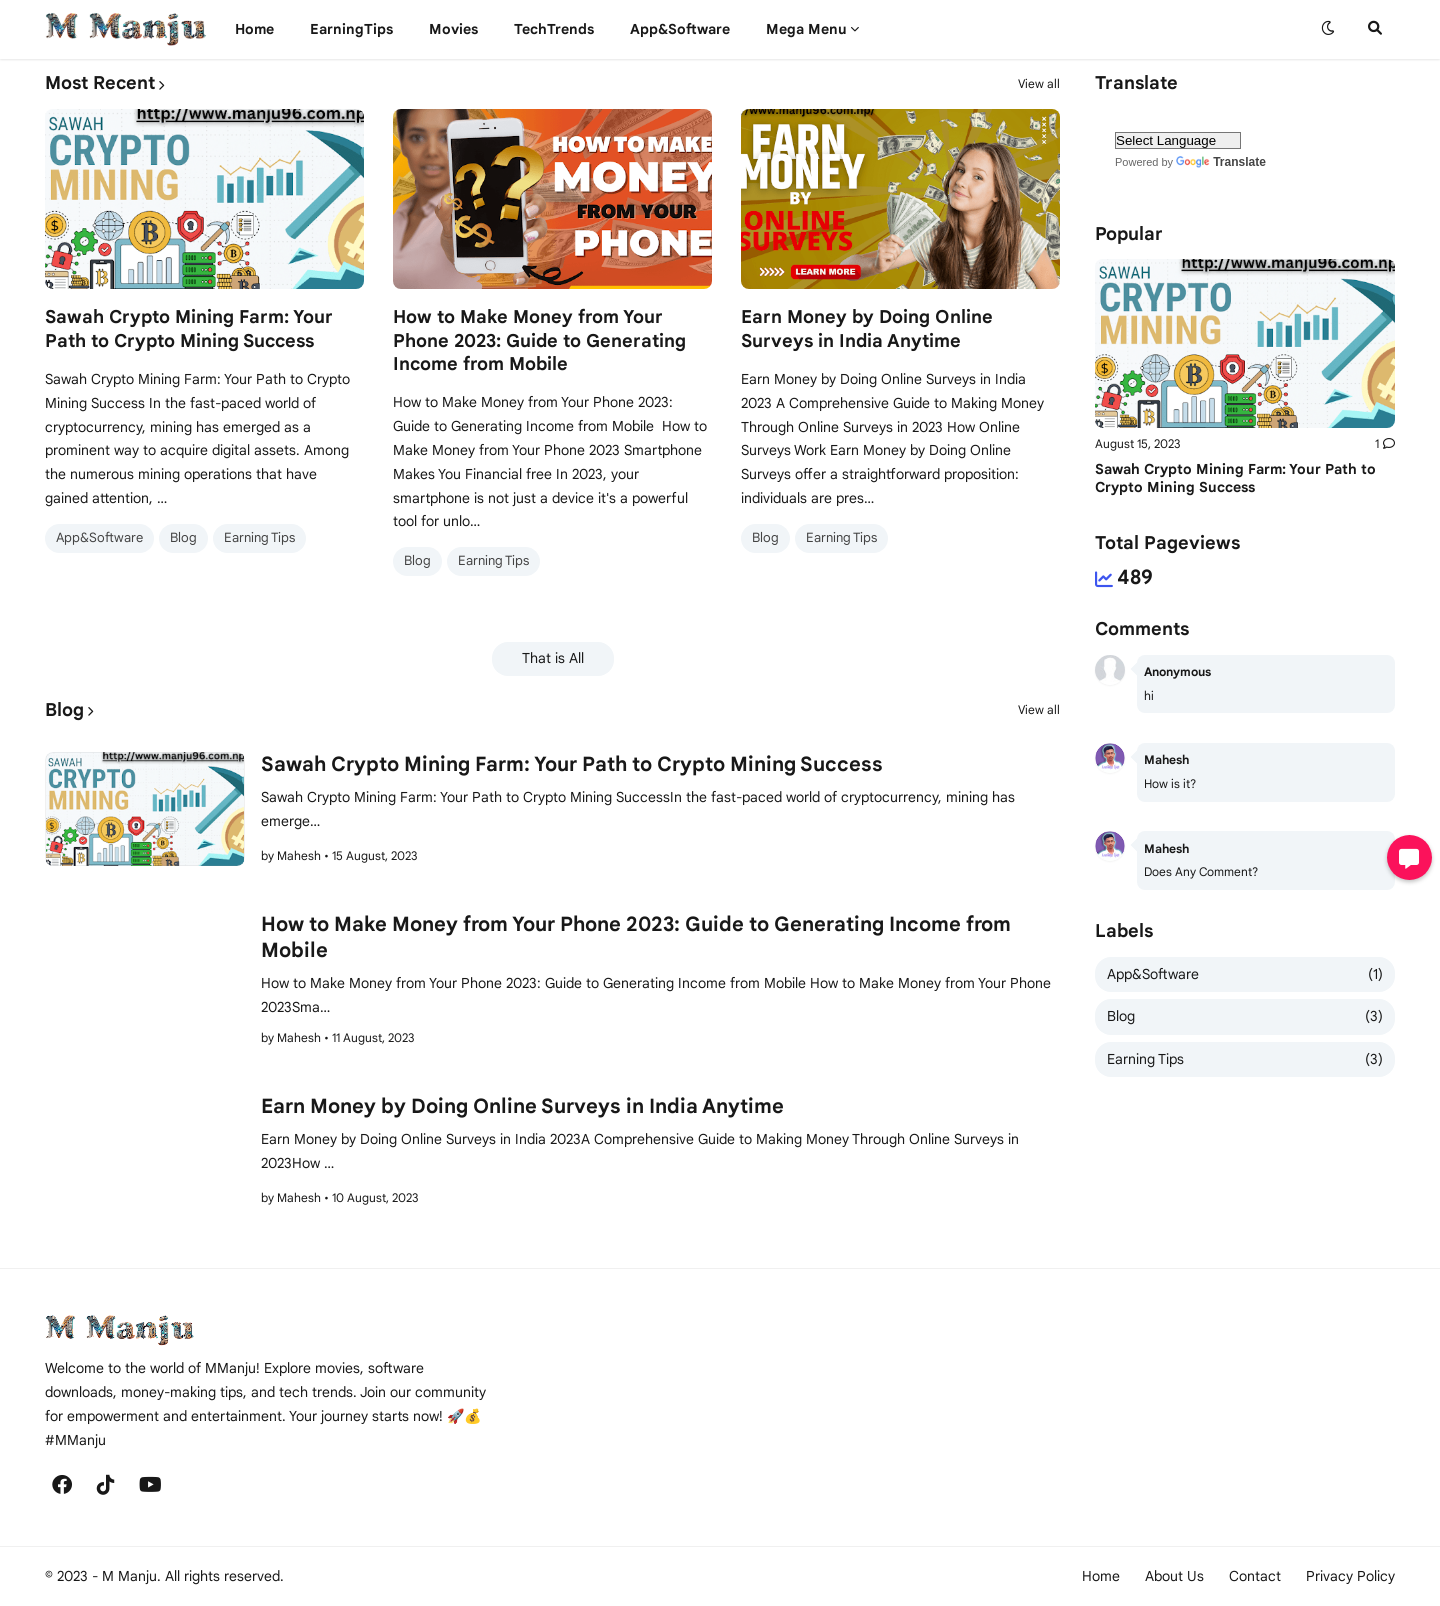 M Manju
Home
EarningTips
Movies
TechTrends
App&Software
Mega Menu
Most Recent
View all
http://www.manju96.com.np
SAWAH
CRYPTO
MINING
HOW TO MAKE
MONEY
FROM YOUR
PHONE
/www.manju96.com.np/
EARN
MONEY
BY
ONLINE
SURVEYS
LEARN MORE
Sawah Crypto Mining Farm: Your
Path to Crypto Mining Success
Sawah Crypto Mining Farm: Your Path to Crypto
Mining Success In the fast-paced world of
cryptocurrency, mining has emerged as a
prominent way to acquire digital assets. Among
the numerous mining operations that have
gained attention, ...
App&Software
Blog
Earning Tips
How to Make Money from Your
Phone 2023: Guide to Generating
Income from Mobile
How to Make Money from Your Phone 2023:
Guide to Generating Income from Mobile  How to
Make Money from Your Phone 2023 Smartphone
Makes You Financial free In 2023, your
smartphone is not just a device it's a powerful
tool for unlo...
Blog
Earning Tips
Earn Money by Doing Online
Surveys in India Anytime
Earn Money by Doing Online Surveys in India
2023 A Comprehensive Guide to Making Money
Through Online Surveys in 2023 How Online
Surveys Work Earn Money by Doing Online
Surveys offer a straightforward proposition:
individuals are pres...
Blog
Earning Tips
That is All
Blog
View all
http://www.manju96.com.np
SAWAH
CRYPTO
MINING
Sawah Crypto Mining Farm: Your Path to Crypto Mining Success
Sawah Crypto Mining Farm: Your Path to Crypto Mining SuccessIn the fast-paced world of cryptocurrency, mining has
emerge...
by Mahesh • 15 August, 2023
How to Make Money from Your Phone 2023: Guide to Generating Income from
Mobile
How to Make Money from Your Phone 2023: Guide to Generating Income from Mobile How to Make Money from Your Phone
2023Sma...
by Mahesh • 11 August, 2023
Earn Money by Doing Online Surveys in India Anytime
Earn Money by Doing Online Surveys in India 2023A Comprehensive Guide to Making Money Through Online Surveys in
2023How ...
by Mahesh • 10 August, 2023
Translate
Select Language
Powered by Google Translate
Popular
http://www.manju96.com.np
SAWAH
CRYPTO
MINING
August 15, 2023
1
Sawah Crypto Mining Farm: Your Path to
Crypto Mining Success
Total Pageviews
489
Comments
Anonymous
hi
Mahesh
How is it?
Mahesh
Does Any Comment?
Labels
App&Software (1)
Blog (3)
Earning Tips (3)
M Manju
Welcome to the world of MManju! Explore movies, software
downloads, money-making tips, and tech trends. Join our community
for empowerment and entertainment. Your journey starts now! 🚀💰
#MManju
© 2023 - M Manju. All rights reserved.
Home
About Us
Contact
Privacy Policy